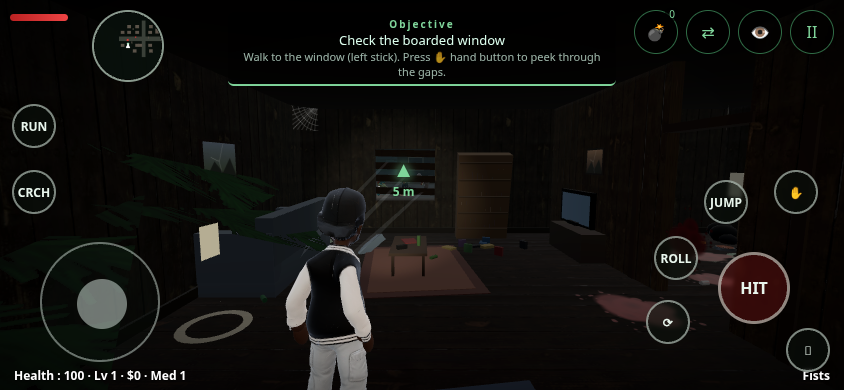 Objective
Check the boarded window
Walk to the window (left stick). Press ✋ hand button to peek through
the gaps.
0
II
RUN
CRCH
5 m
JUMP
ROLL
HIT
Health : 100 · Lv 1 · $0 · Med 1
Fists